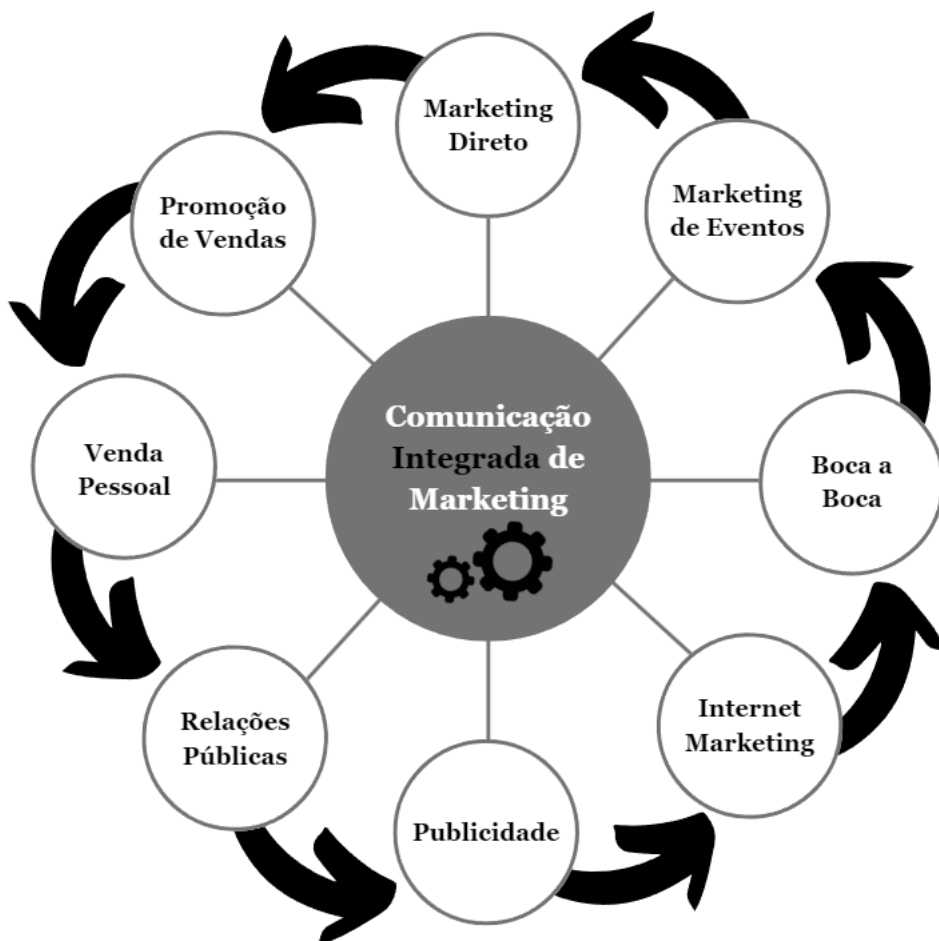 Marketing
Direto
Marketing
de Eventos
Promoção
de Vendas
Comunicação
Integrada de
Marketing
Venda
Pessoal
Boca a
Boca
Relações
Públicas
Internet
Marketing
Publicidade